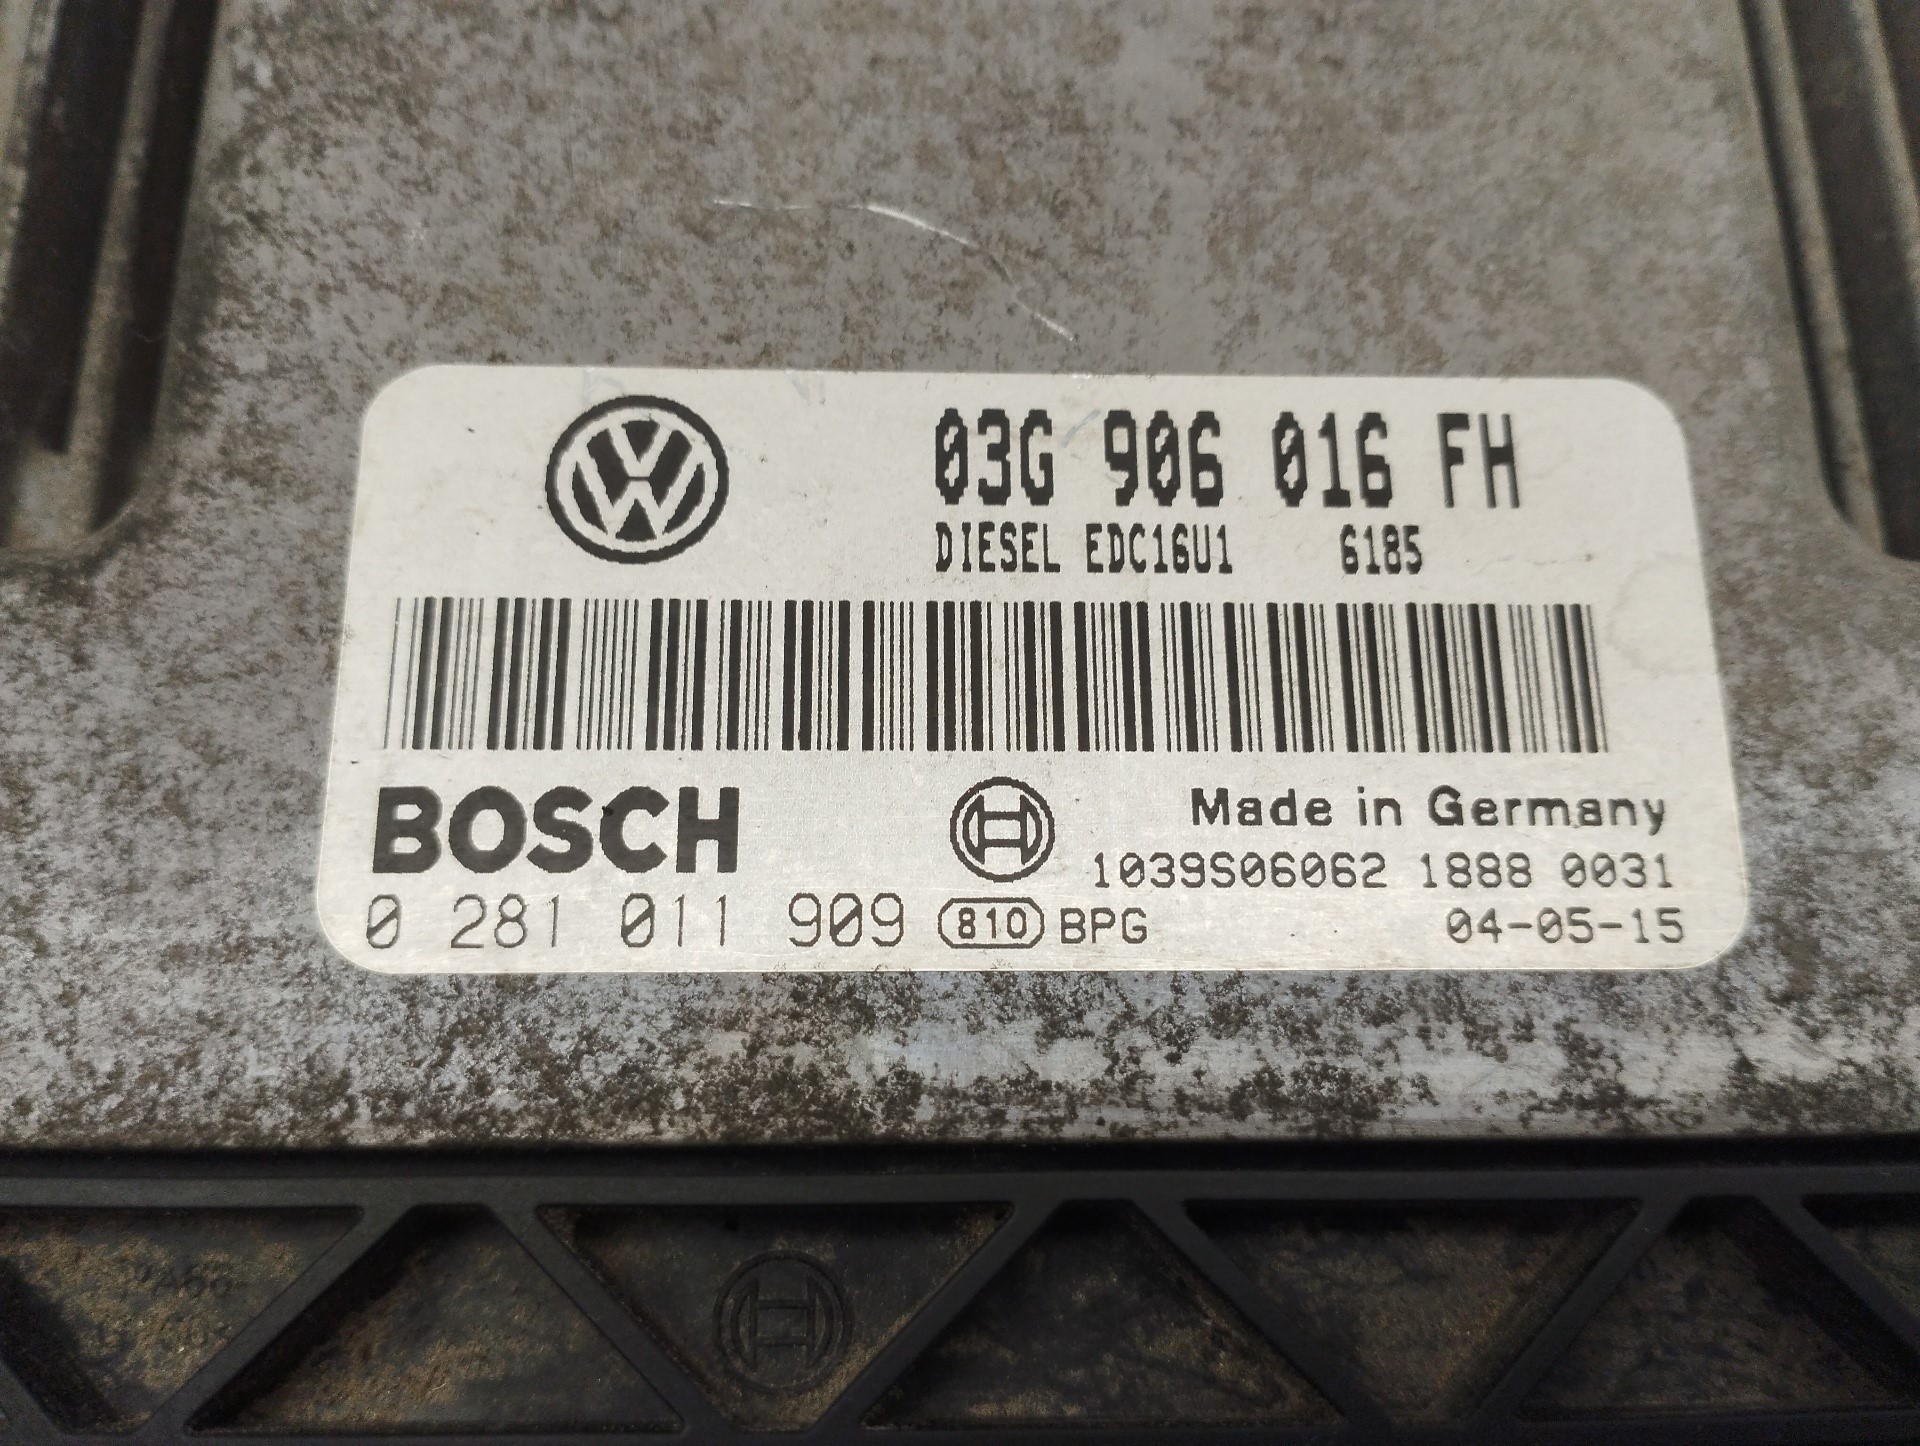 03G 906 016 FH
DIESEL EDC16U1 6185
BOSCH
Made in Germany
1039S06062 1888 0031
0 281 011 909 810 BPG 04-05-15